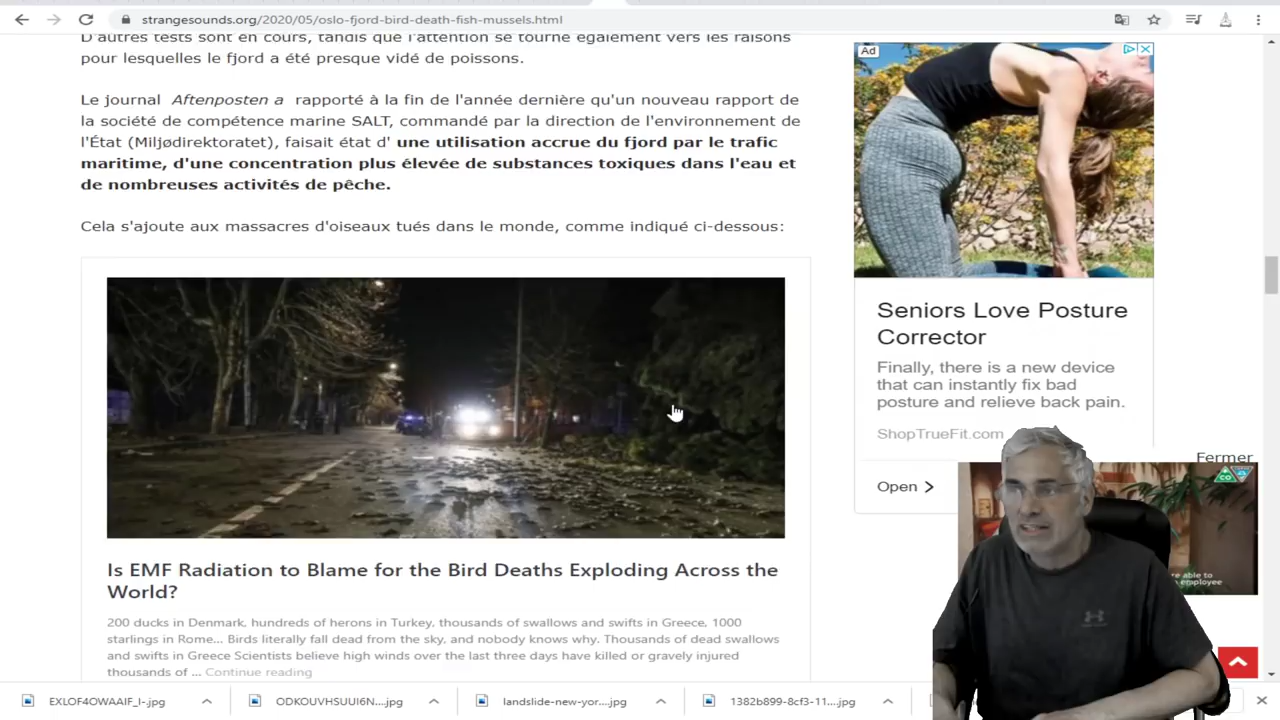 strangesounds.org/2020/05/oslo-fjord-bird-death-fish-mussels.html
D'autres tests sont en cours, tandis que l'attention se tourne également vers les raisons
pour lesquelles le fjord a été presque vidé de poissons.
Le journal Aftenposten a rapporté à la fin de l'année dernière qu'un nouveau rapport de
la société de compétence marine SALT, commandé par la direction de l'environnement de
l'État (Miljødirektoratet), faisait état d' une utilisation accrue du fjord par le trafic
maritime, d'une concentration plus élevée de substances toxiques dans l'eau et
de nombreuses activités de pêche.
Cela s'ajoute aux massacres d'oiseaux tués dans le monde, comme indiqué ci-dessous:
Is EMF Radiation to Blame for the Bird Deaths Exploding Across the
World?
200 ducks in Denmark, hundreds of herons in Turkey, thousands of swallows and swifts in Greece, 1000
starlings in Rome... Birds literally fall dead from the sky, and nobody knows why. Thousands of dead swallows
and swifts in Greece Scientists believe high winds over the last three days have killed or gravely injured
thousands of ... Continue reading
Ad
Seniors Love Posture
Corrector
Finally, there is a new device
that can instantly fix bad
posture and relieve back pain.
ShopTrueFit.com
Open
Fermer
CO
re able to
employee
EXLOF4OWAAIF_I-.jpg
ODKOUVHSUUI6N....jpg
landslide-new-yor....jpg
1382b899-8cf3-11....jpg